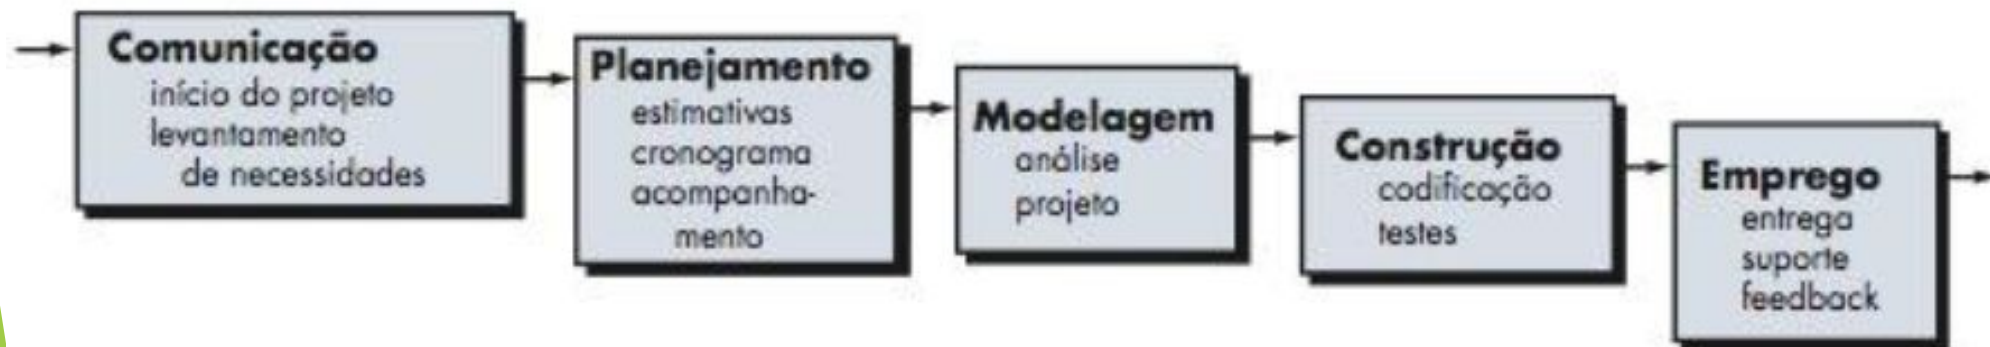 Comunicação
início do projeto
levantamento
de necessidades
Planejamento
estimativas
cronograma
acompanha-
mento
Modelagem
análise
projeto
Construção
codificação
testes
Emprego
entrega
suporte
feedback